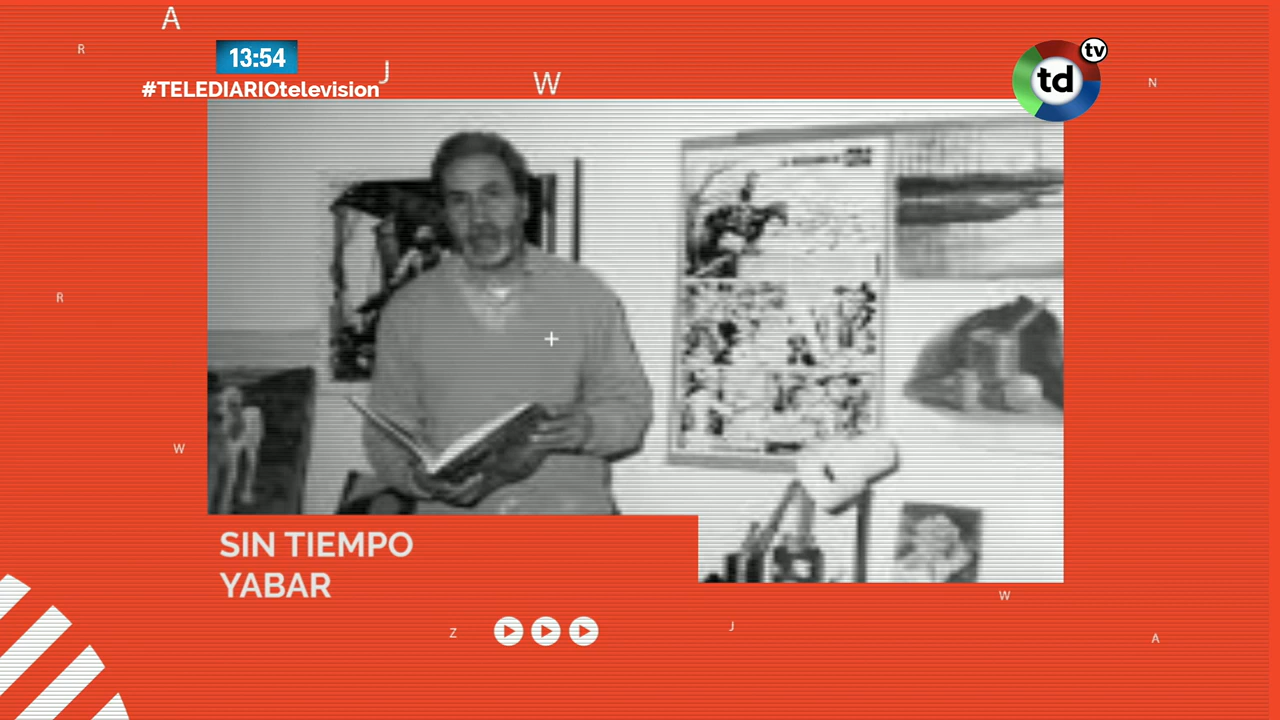 A
R
13:54
J
W
tv
td
N
#TELEDIARIOtelevision
R
W
SIN TIEMPO
YABAR
W
Z
J
A